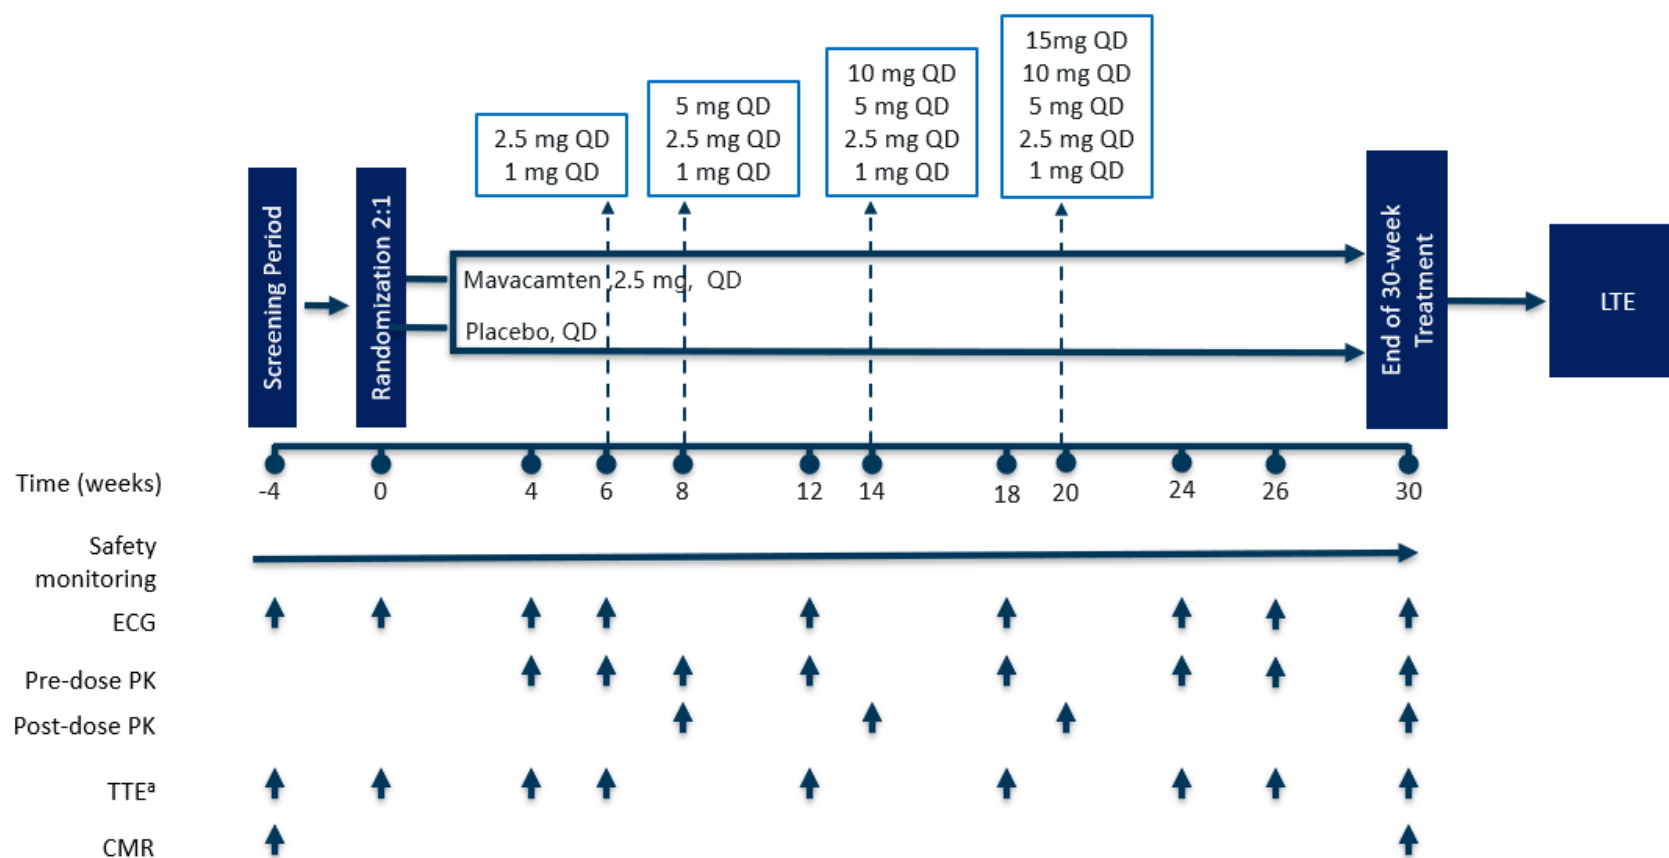 2.5 mg QD
1 mg QD
5 mg QD
2.5 mg QD
1 mg QD
10 mg QD
5 mg QD
2.5 mg QD
1 mg QD
15mg QD
10 mg QD
5 mg QD
2.5 mg QD
1 mg QD
Screening Period
Randomization 2:1
Mavacamten ,2.5 mg, QD
Placebo, QD
End of 30-week
Treatment
LTE
Time (weeks)
-4 0 4 6 8 12 14 18 20 24 26 30
Safety
monitoring
ECG
Pre-dose PK
Post-dose PK
TTEª
CMR